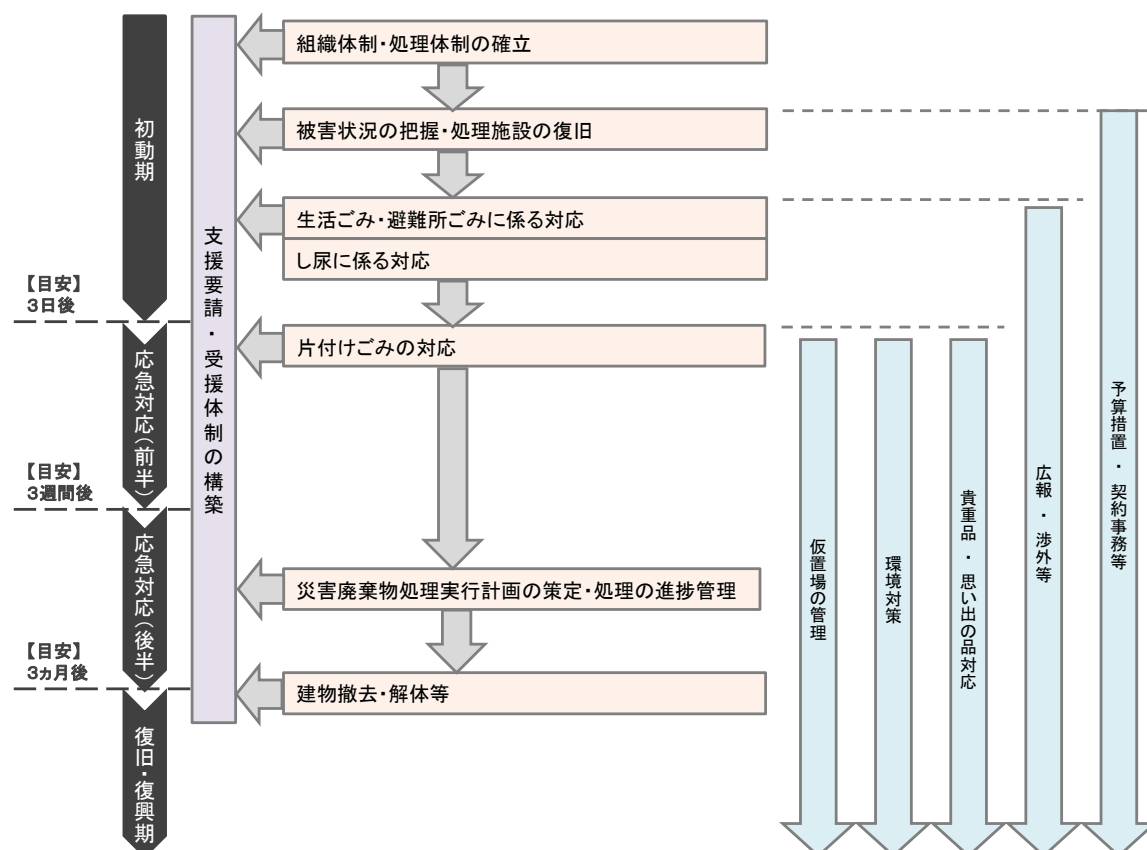 初動期
【目安】
3日後
応急対応(前半)
【目安】
3週間後
応急対応(後半)
【目安】
3ヵ月後
復旧・復興期
支援要請・受援体制の構築
組織体制・処理体制の確立
被害状況の把握・処理施設の復旧
生活ごみ・避難所ごみに係る対応
し尿に係る対応
片付けごみの対応
災害廃棄物処理実行計画の策定・処理の進捗管理
建物撤去・解体等
仮置場の管理
環境対策
貴重品・思い出の品対応
広報・渉外等
予算措置・契約事務等